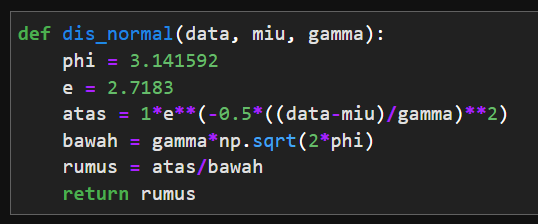 def dis_normal(data, miu, gamma):
    phi = 3.141592
    e = 2.7183
    atas = 1*e**(-0.5*((data-miu)/gamma)**2)
    bawah = gamma*np.sqrt(2*phi)
    rumus = atas/bawah
    return rumus